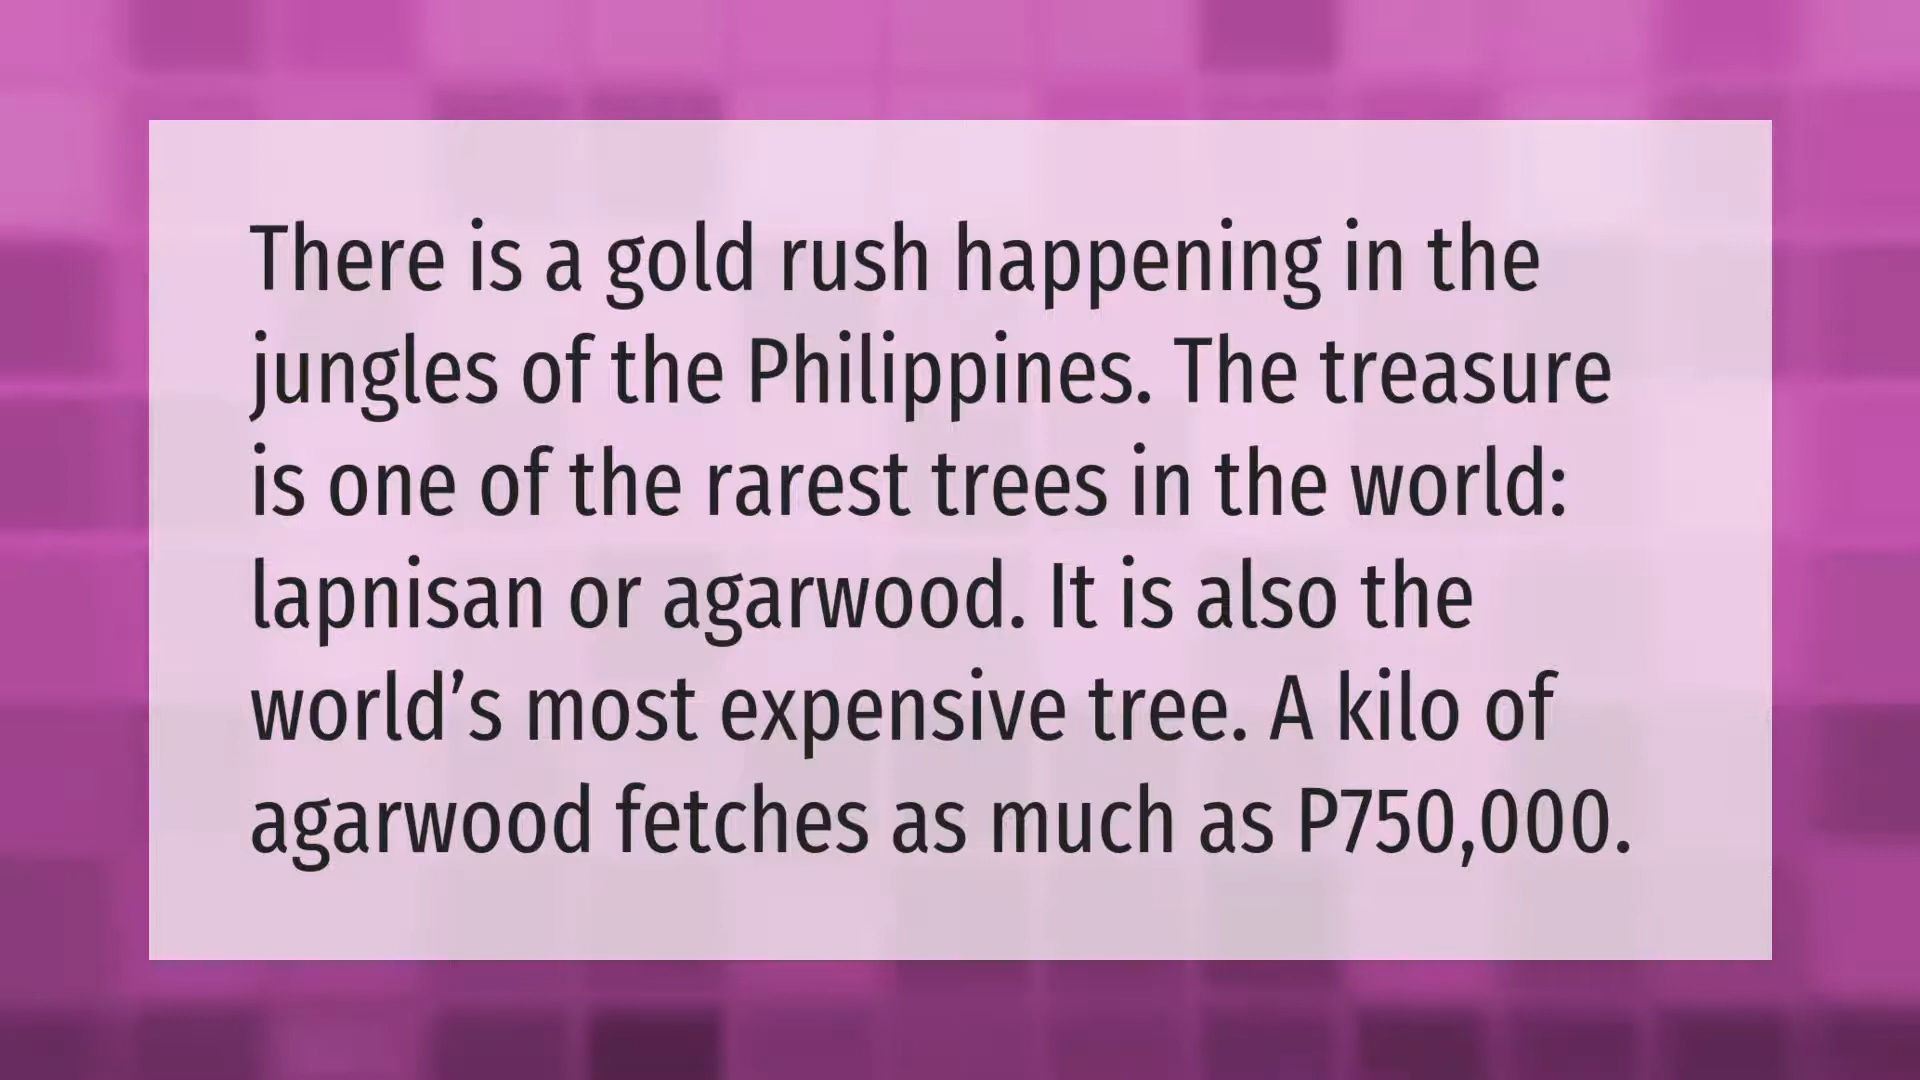 There is a gold rush happening in the
jungles of the Philippines. The treasure
is one of the rarest trees in the world:
lapnisan or agarwood. It is also the
world’s most expensive tree. A kilo of
agarwood fetches as much as P750,000.